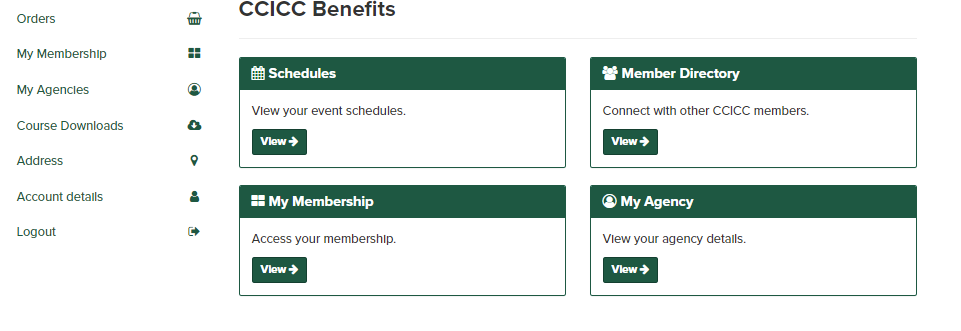 Orders
My Membership
My Agencies
Course Downloads
Address
Account details
Logout
CCICC Benefits
Schedules
View your event schedules.
View
Member Directory
Connect with other CCICC members.
View
My Membership
Access your membership.
View
My Agency
View your agency details.
View